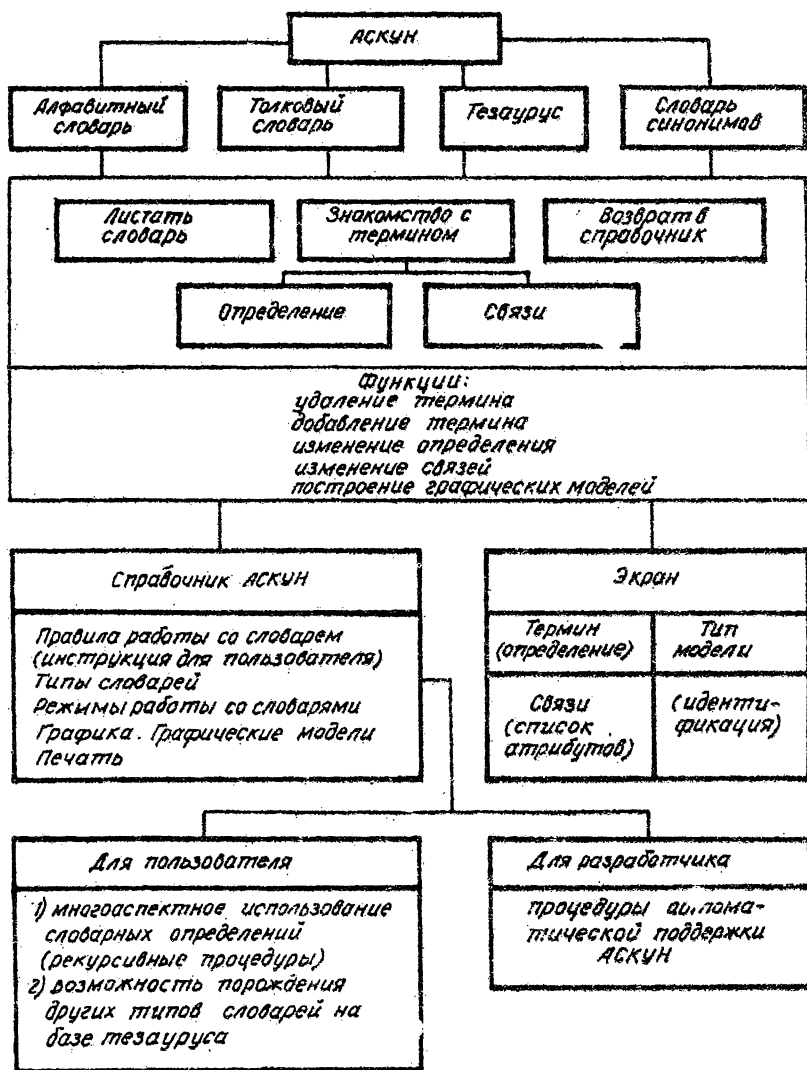 АСКУН
Алфавитный
словарь
Толковый
словарь
Тезаурус
Словарь
синонимов
Листать
словарь
Знакомство с
термином
Возврат в
справочник
Определение
Связи
Функции:
удаление термина
добавление термина
изменение определения
изменение связей
построение графических моделей
Справочник АСКУН
Правила работы со словарем
(инструкция для пользователя)
Типы словарей
Режимы работы со словарями
Графика. Графические модели
Печать
Экран
Термин
(определение)
Тип
модели
Связи
(список
атрибутов)
(иденти-
фикация)
Для пользователя
1) многоаспектное использование
словарных определений
(рекурсивные процедуры)
2) возможность порождения
других типов словарей на
базе тезауруса
Для разработчика
процедуры автома-
тической поддержки
АСКУН